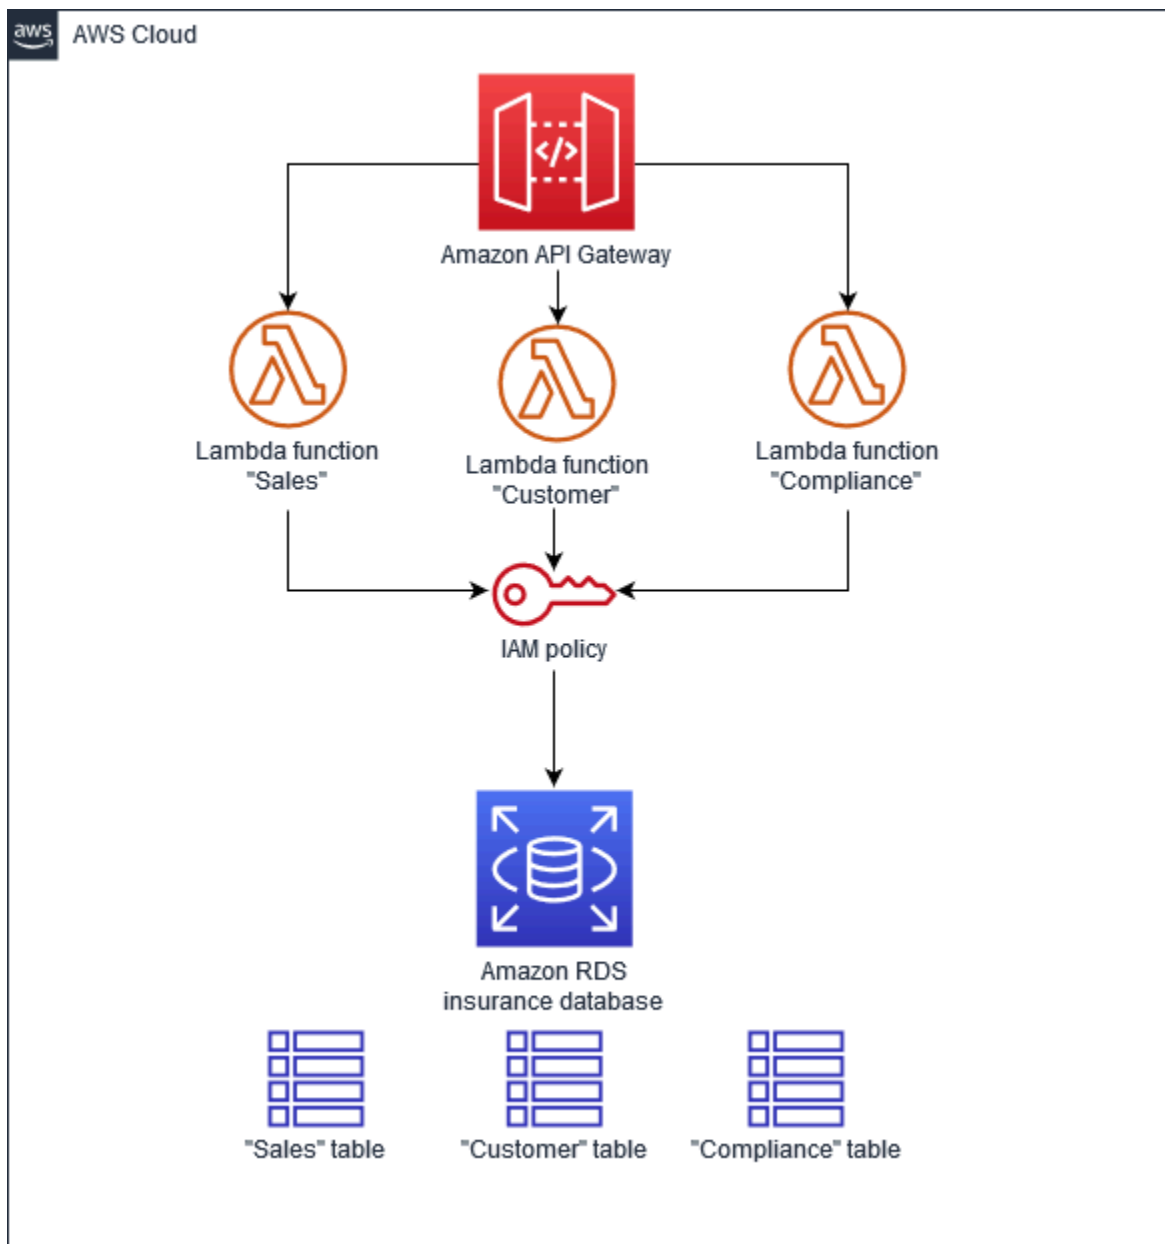 aws
AWS Cloud
</>
Amazon API Gateway
Lambda function
"Sales"
Lambda function
"Customer"
Lambda function
"Compliance"
IAM policy
Amazon RDS
insurance database
"Sales" table
"Customer" table
"Compliance" table